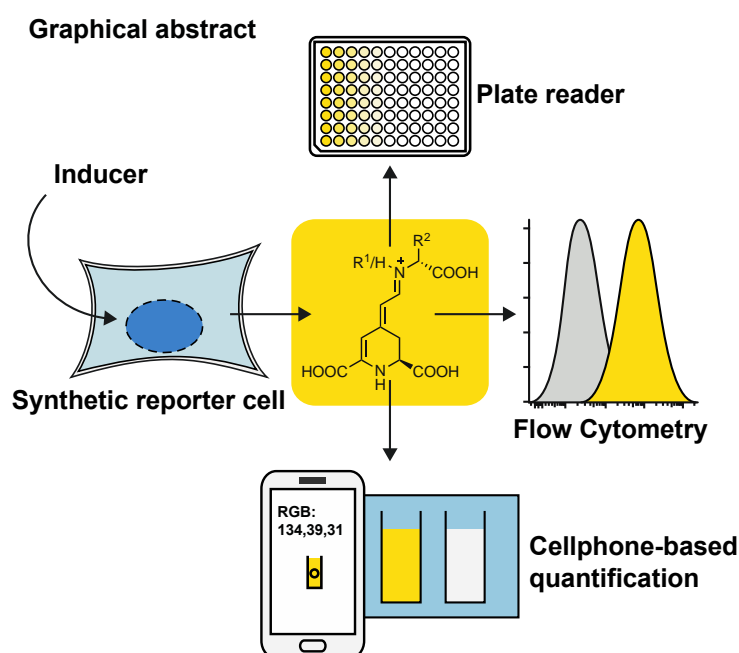 Graphical abstract
Plate reader
Inducer
R²
R¹/H
+
N
COOH
HOOC
N
H
COOH
Synthetic reporter cell
Flow Cytometry
RGB:
134,39,31
Cellphone-based
quantification